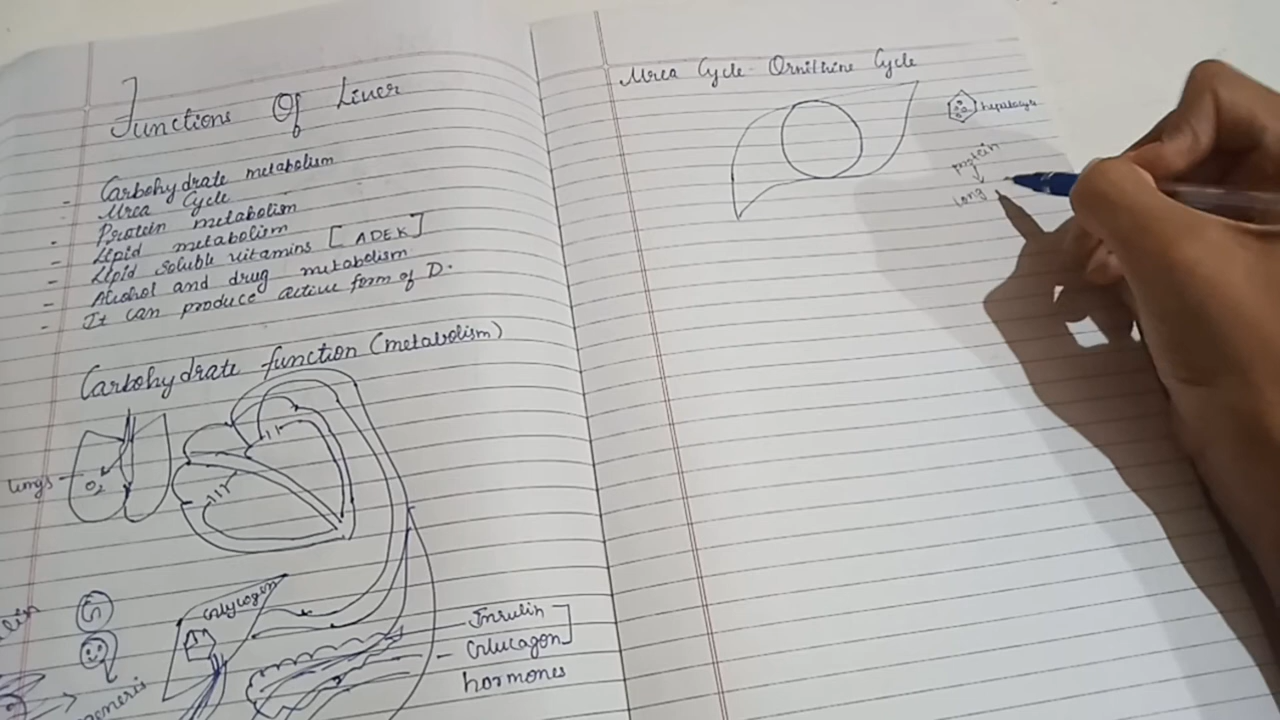 Functions Of Liver
- Carbohydrate metabolism
Urea Cycle
- Protein metabolism
- Lipid metabolism
- Lipid soluble vitamins [ADEK]
- Alcohol and drug metabolism
- It can produce active form of D.
Carbohydrate function (metabolism)
lungs
O2
Glycogen
Insulin
Glucagon
hormones
Urea Cycle - Ornithine Cycle
hepatocyte
protein
long